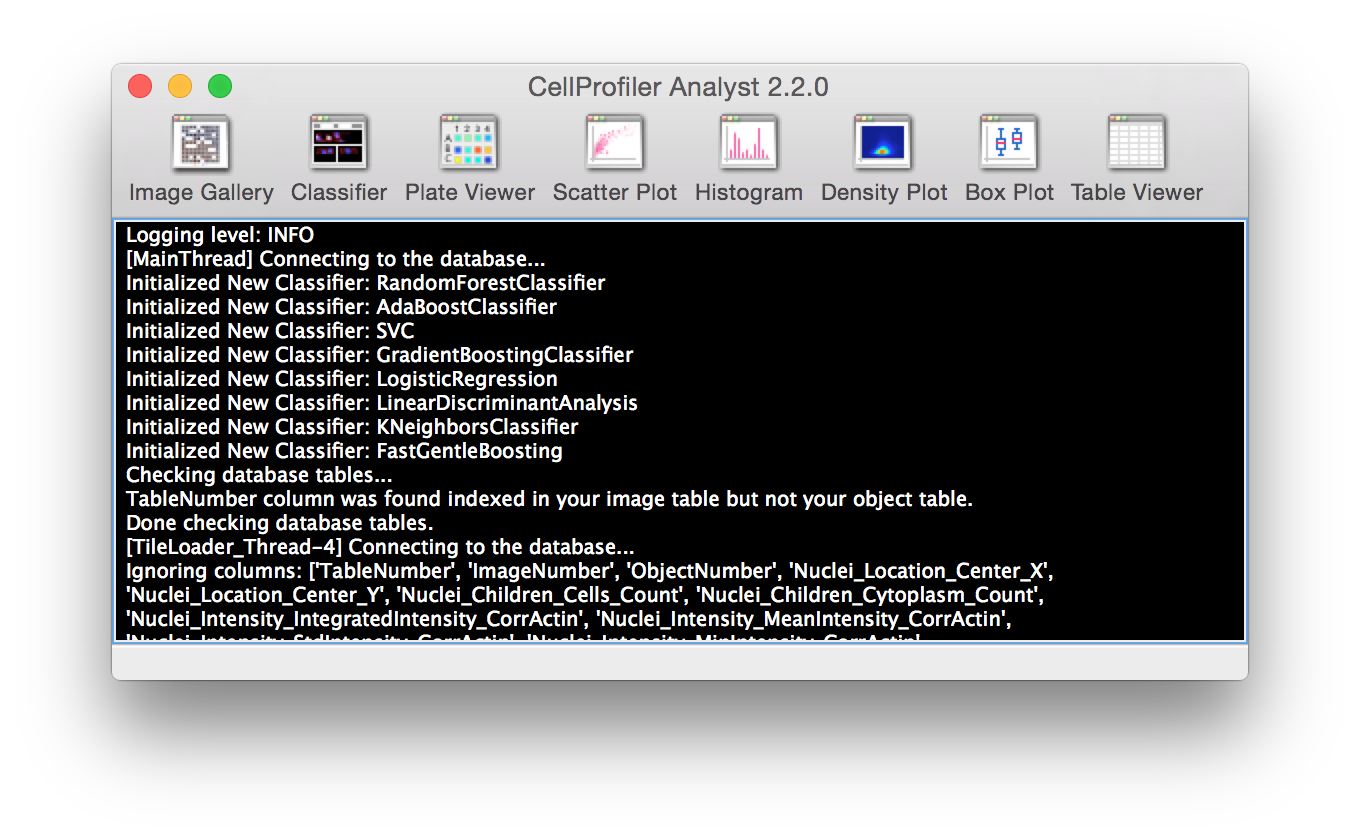 CellProfiler Analyst 2.2.0
Image Gallery Classifier Plate Viewer Scatter Plot Histogram Density Plot Box Plot Table Viewer
Logging level: INFO
[MainThread] Connecting to the database...
Initialized New Classifier: RandomForestClassifier
Initialized New Classifier: AdaBoostClassifier
Initialized New Classifier: SVC
Initialized New Classifier: GradientBoostingClassifier
Initialized New Classifier: LogisticRegression
Initialized New Classifier: LinearDiscriminantAnalysis
Initialized New Classifier: KNeighborsClassifier
Initialized New Classifier: FastGentleBoosting
Checking database tables...
TableNumber column was found indexed in your image table but not your object table.
Done checking database tables.
[TileLoader_Thread-4] Connecting to the database...
Ignoring columns: ['TableNumber', 'ImageNumber', 'ObjectNumber', 'Nuclei_Location_Center_X',
'Nuclei_Location_Center_Y', 'Nuclei_Children_Cells_Count', 'Nuclei_Children_Cytoplasm_Count',
'Nuclei_Intensity_IntegratedIntensity_CorrActin', 'Nuclei_Intensity_MeanIntensity_CorrActin',
'Nuclei_Intensity_StdIntensity_CorrActin', 'Nuclei_Intensity_MinIntensity_CorrActin',